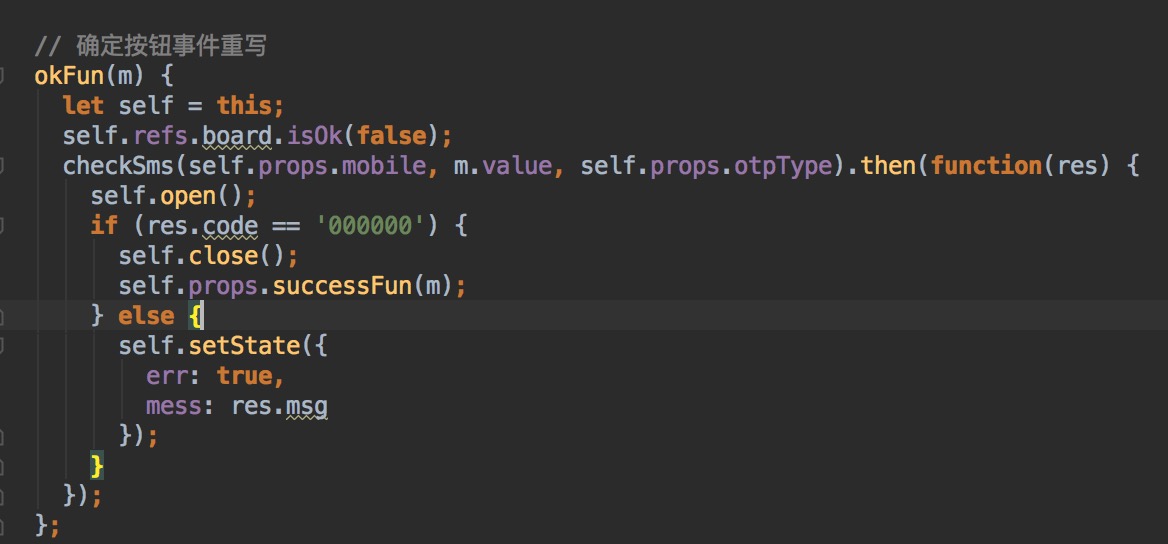 // 确定按钮事件重写
okFun(m) {
  let self = this;
  self.refs.board.isOk(false);
  checkSms(self.props.mobile, m.value, self.props.otpType).then(function(res) {
    self.open();
    if (res.code == '000000') {
      self.close();
      self.props.successFun(m);
    } else {
      self.setState({
        err: true,
        mess: res.msg
      });
    }
  });
};